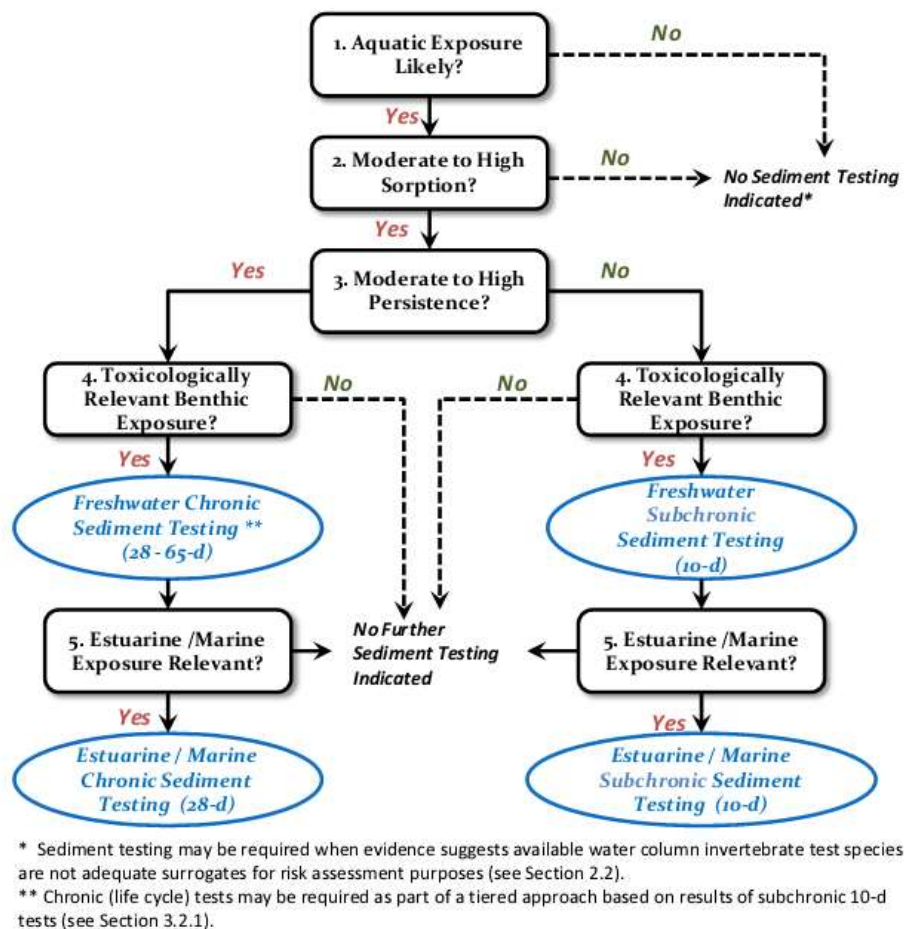 1. Aquatic Exposure
Likely?
No
Yes
2. Moderate to High
Sorption?
No
No Sediment Testing
Indicated*
Yes
3. Moderate to High
Persistence?
Yes
No
4. Toxicologically
Relevant Benthic
Exposure?
No
No
4. Toxicologically
Relevant Benthic
Exposure?
Yes
Yes
Freshwater Chronic
Sediment Testing **
(28 - 65-d)
Freshwater
Subchronic
Sediment Testing
(10-d)
5. Estuarine /Marine
Exposure Relevant?
No Further
Sediment Testing
Indicated
5. Estuarine /Marine
Exposure Relevant?
Yes
Yes
Estuarine / Marine
Chronic Sediment
Testing (28-d)
Estuarine / Marine
Subchronic Sediment
Testing (10-d)
* Sediment testing may be required when evidence suggests available water column invertebrate test species
are not adequate surrogates for risk assessment purposes (see Section 2.2).
** Chronic (life cycle) tests may be required as part of a tiered approach based on results of subchronic 10-d
tests (see Section 3.2.1).